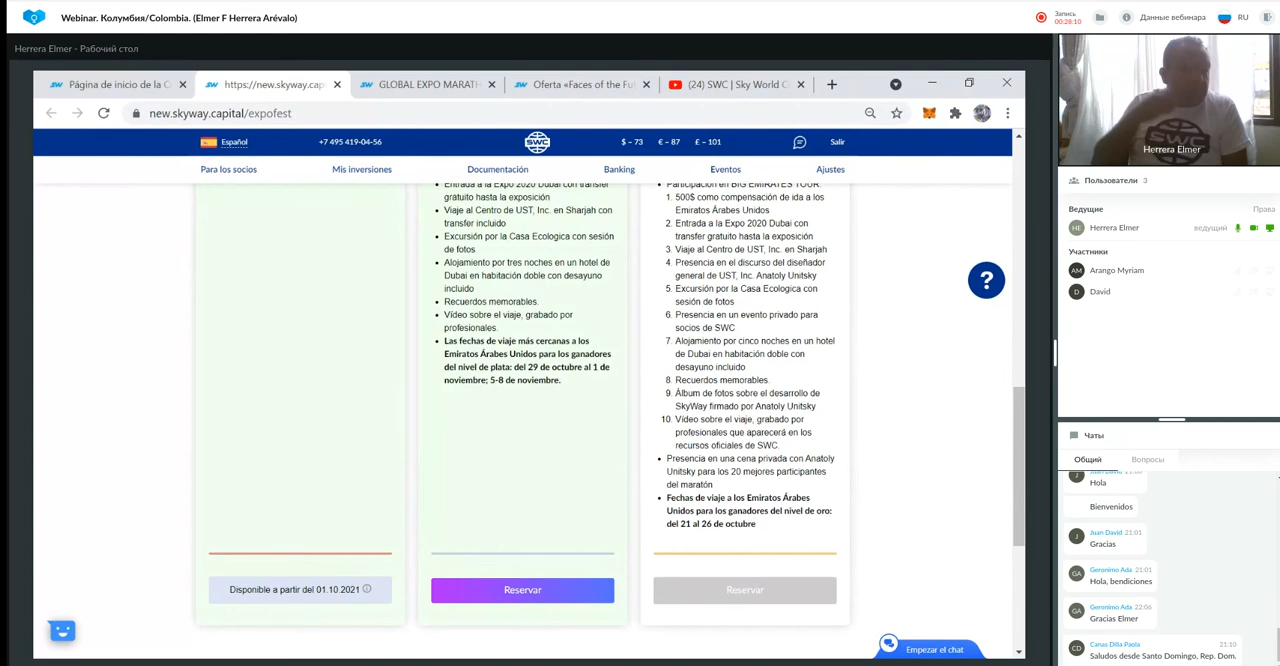 Webinar. Колумбия/Colombia. (Elmer F Herrera Arévalo)
Запись
00:28:10
Данные вебинара
RU
Herrera Elmer - Рабочий стол
Página de inicio de la C
https://new.skyway.cap
GLOBAL EXPO MARATH
Oferta «Faces of the Fu
(24) SWC | Sky World C
new.skyway.capital/expofest
Español
+7 495 419-04-56
SWC
$ – 73
€ – 87
£ – 101
Salir
Para los socios
Mis inversiones
Documentación
Banking
Eventos
Ajustes
Entrada a la Expo 2020 Dubai con transfer
gratuito hasta la exposición
• Viaje al Centro de UST, Inc. en Sharjah con
transfer incluido
• Excursión por la Casa Ecologica con sesión
de fotos
• Alojamiento por tres noches en un hotel de
Dubai en habitación doble con desayuno
incluido
• Recuerdos memorables.
• Vídeo sobre el viaje, grabado por
profesionales.
• Las fechas de viaje más cercanas a los
Emiratos Árabes Unidos para los ganadores
del nivel de plata: del 29 de octubre al 1 de
noviembre; 5-8 de noviembre.
• Participación en BIG EMIRATES TOUR:
1. 500$ como compensación de ida a los
Emiratos Árabes Unidos
2. Entrada a la Expo 2020 Dubai con
transfer gratuito hasta la exposición
3. Viaje al Centro de UST, Inc. en Sharjah
4. Presencia en el discurso del diseñador
general de UST, Inc. Anatoly Unitsky
5. Excursión por la Casa Ecologica con
sesión de fotos
6. Presencia en un evento privado para
socios de SWC
7. Alojamiento por cinco noches en un hotel
de Dubai en habitación doble con
desayuno incluido
8. Recuerdos memorables.
9. Álbum de fotos sobre el desarrollo de
SkyWay firmado por Anatoly Unitsky
10. Vídeo sobre el viaje, grabado por
profesionales que aparecerá en los
recursos oficiales de SWC.
• Presencia en una cena privada con Anatoly
Unitsky para los 20 mejores participantes
del maratón
• Fechas de viaje a los Emiratos Árabes
Unidos para los ganadores del nivel de oro:
del 21 al 26 de octubre
Disponible a partir del 01.10.2021
Reservar
Reservar
?
Empezar el chat
SWC
Herrera Elmer
Пользователи 3
Ведущие
Права
HE Herrera Elmer
ведущий
Участники
AM Arango Myriam
D David
Чаты
Общий
Вопросы
J Juan David 21:00
Hola
Bienvenidos
J Juan David 21:01
Gracias
GA Geronimo Ada 21:01
Hola, bendiciones
GA Geronimo Ada 22:06
Gracias Elmer
CD Canas Dilla Paola 21:10
Saludos desde Santo Domingo, Rep. Dom.